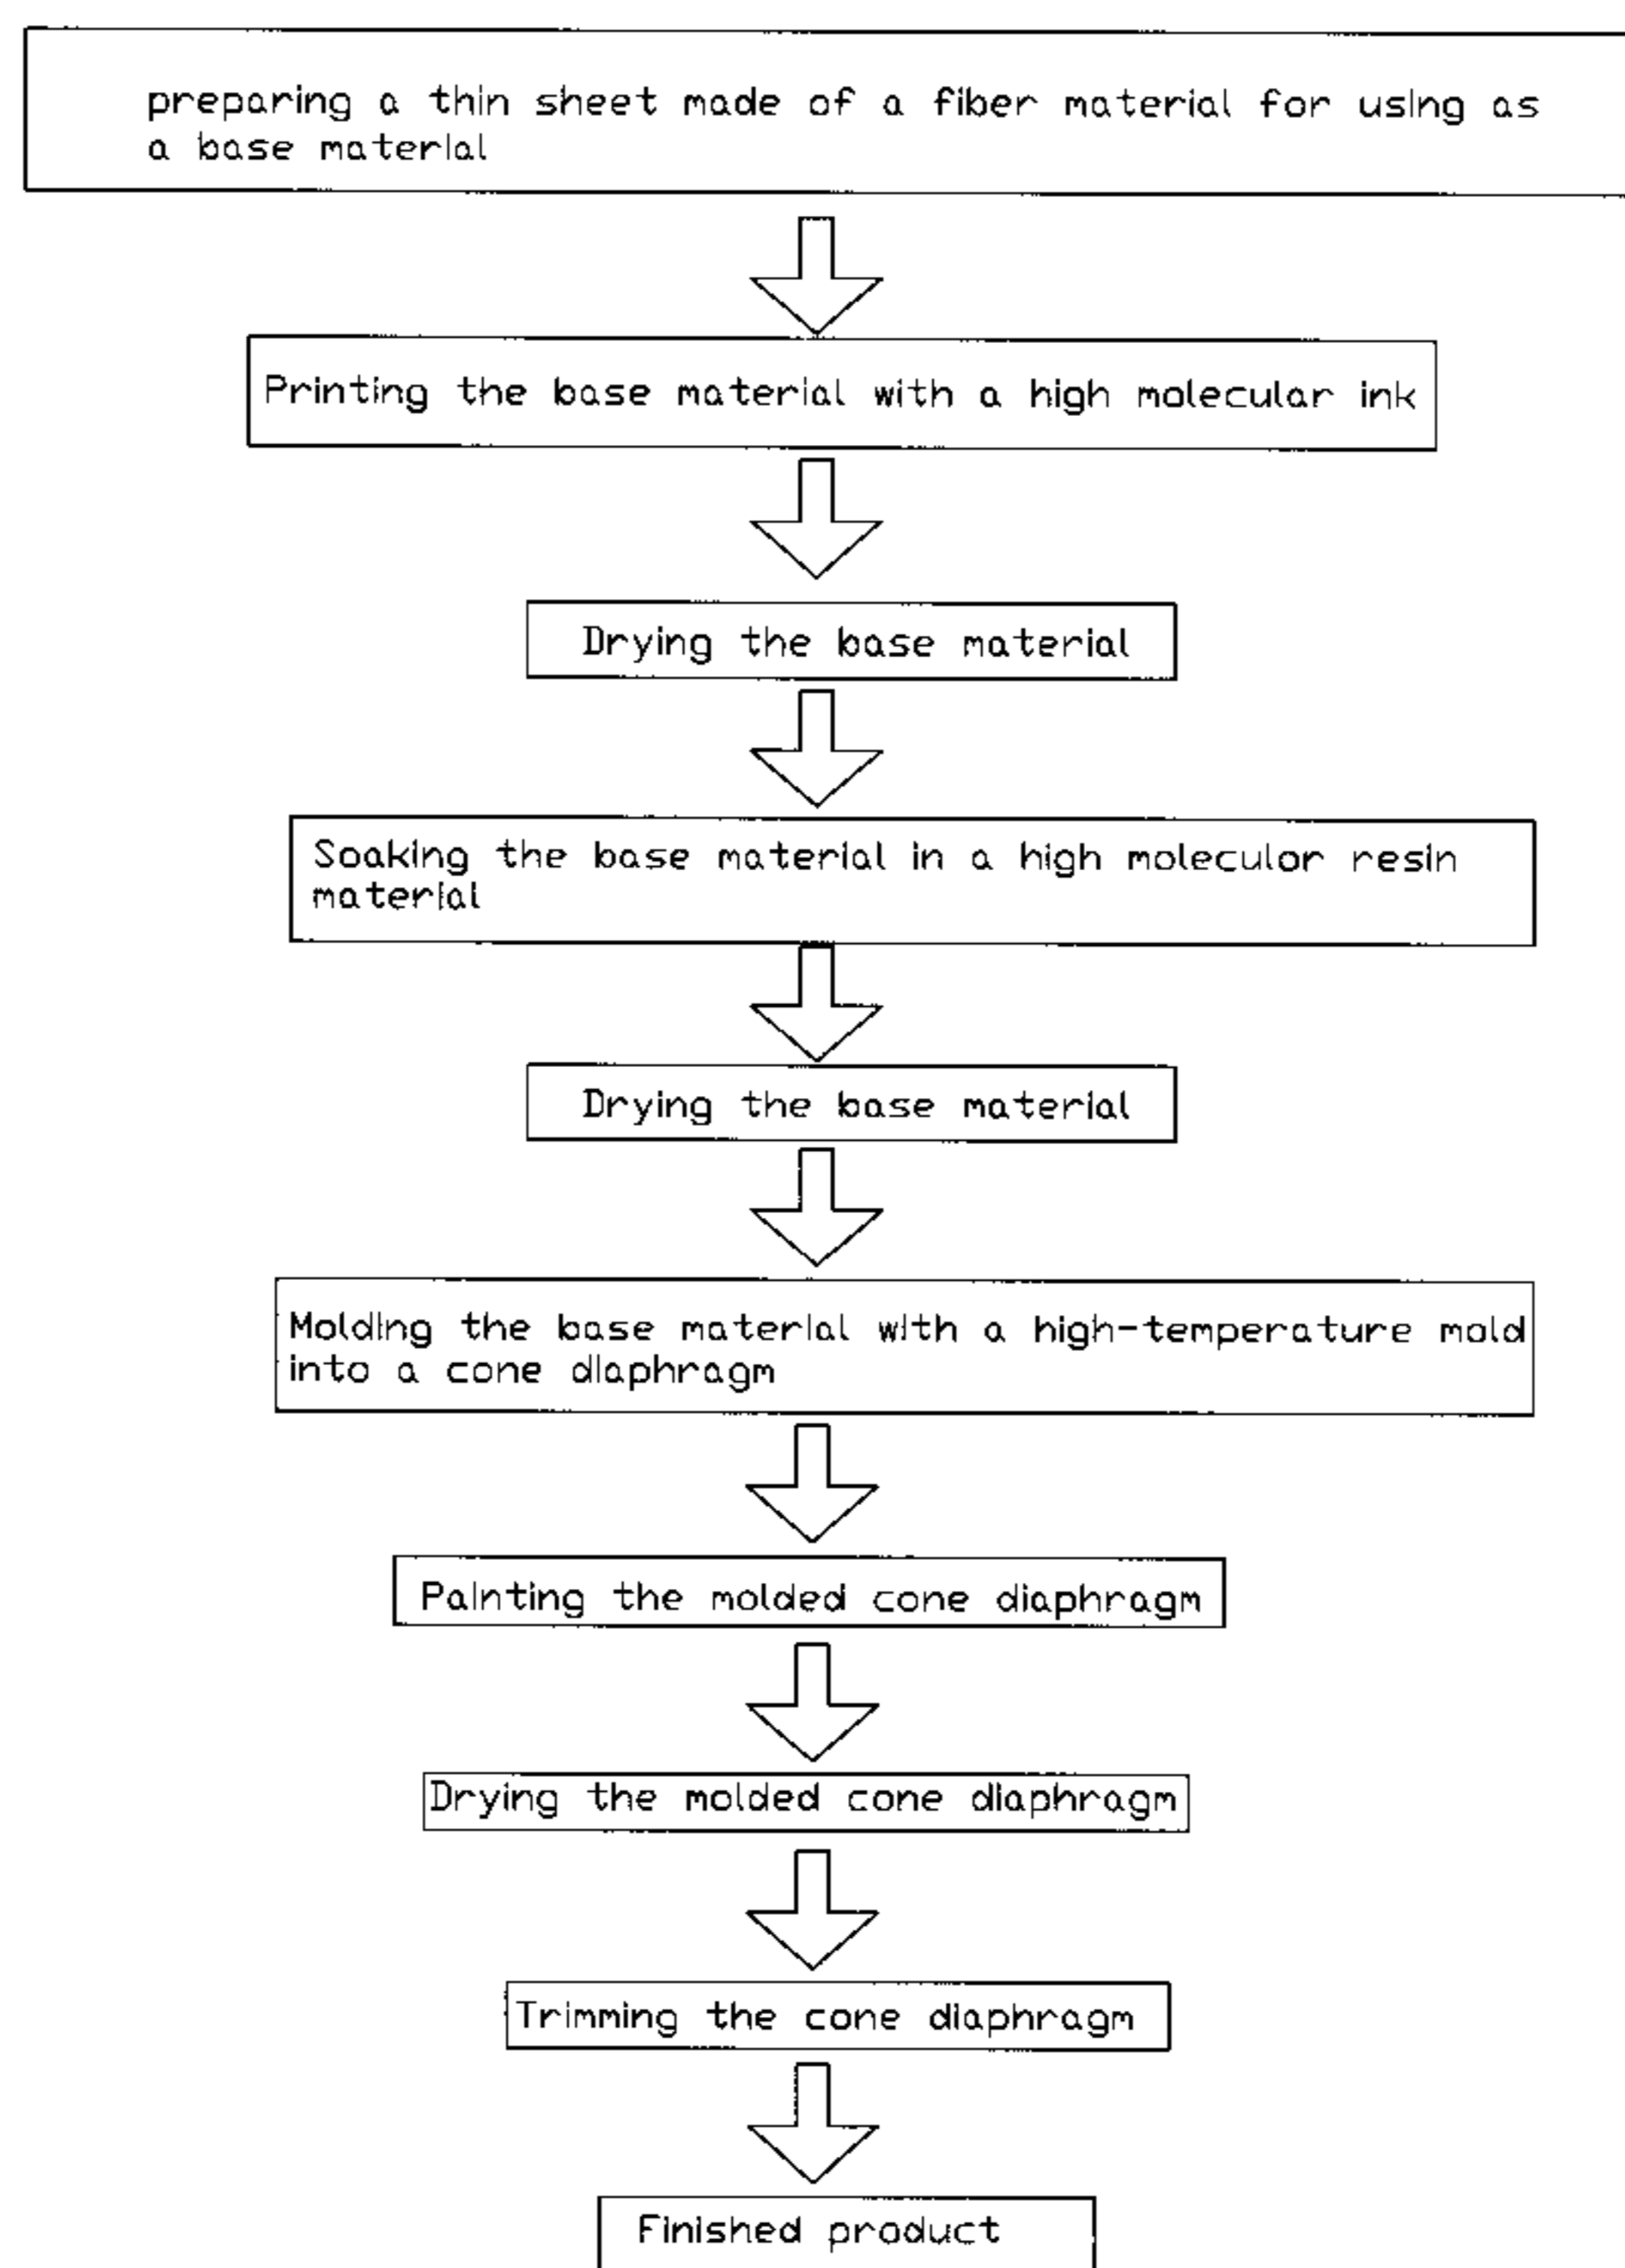 preparing a thin sheet made of a fiber material for using as
a base material
Printing the base material with a high molecular ink
Drying the base material
Soaking the base material in a high moleculor resin
material
Drying the base material
Molding the base material with a high-temperature mold
into a cone diaphragm
Painting the molded cone diaphragm
Drying the molded cone diaphragm
Trimming the cone diaphragm
Finished product